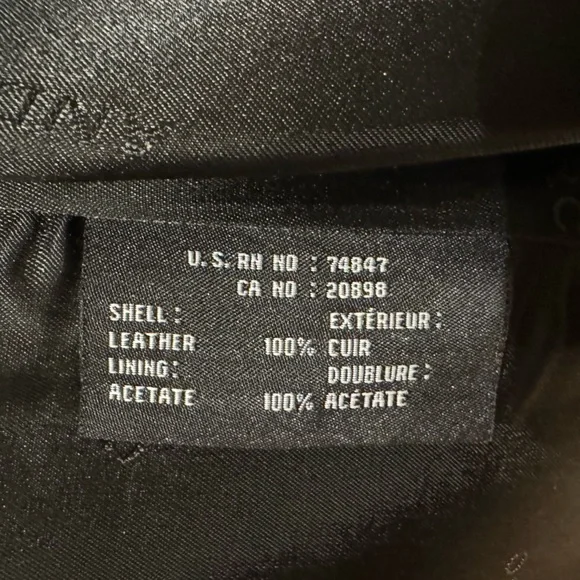 U.S. RN NO : 74847
CA NO : 20898
SHELL : EXTÉRIEUR :
LEATHER 100% CUIR
LINING : DOUBLURE :
ACETATE 100% ACÉTATE